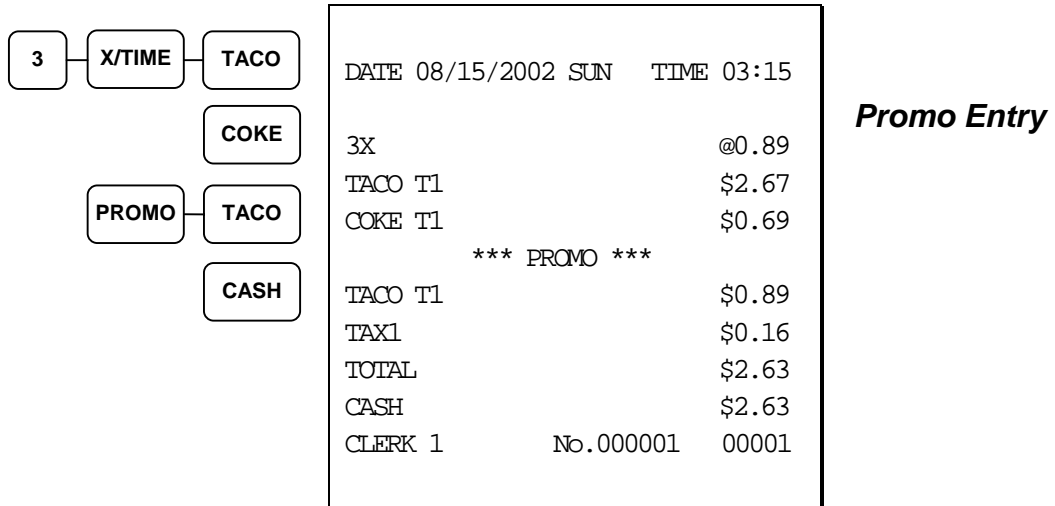 3 X/TIME TACO
COKE
PROMO TACO
CASH
DATE 08/15/2002 SUN TIME 03:15
3X @0.89
TACO T1 $2.67
COKE T1 $0.69
*** PROMO ***
TACO T1 $0.89
TAX1 $0.16
TOTAL $2.63
CASH $2.63
CLERK 1 No.000001 00001
Promo Entry